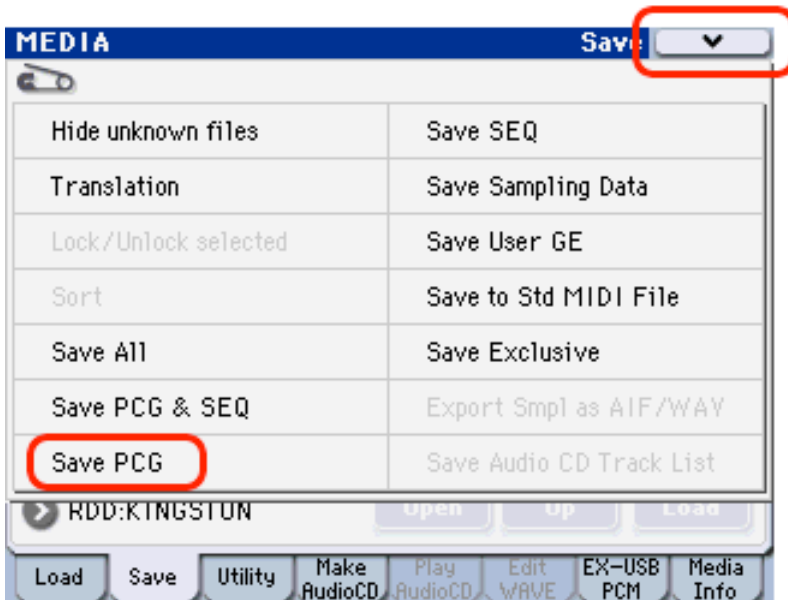 MEDIA Save
Hide unknown files Save SEQ
Translation Save Sampling Data
Lock/Unlock selected Save User GE
Sort Save to Std MIDI File
Save All Save Exclusive
Save PCG & SEQ Export Smpl as AIF/WAV
Save PCG Save Audio CD Track List
RDD:KINGSTON Open Up Load
Load Save Utility Make AudioCD Play AudioCD Edit WAVE EX-USB PCM Media Info